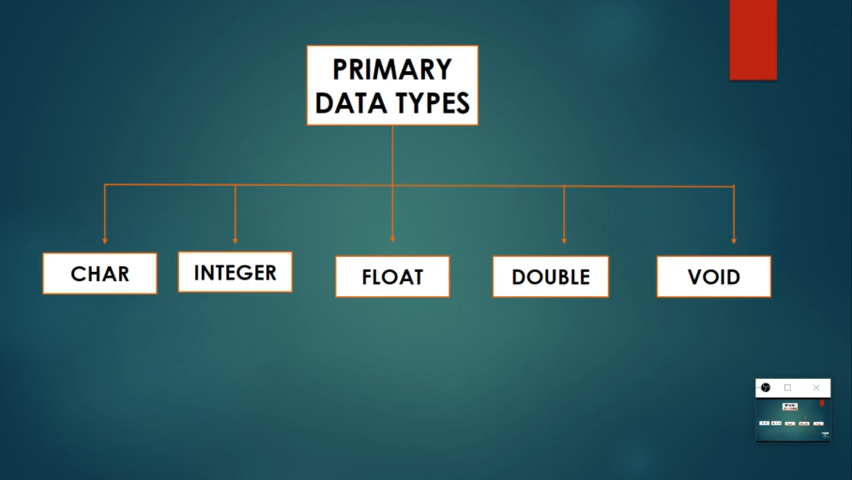 PRIMARY
DATA TYPES
CHAR
INTEGER
FLOAT
DOUBLE
VOID